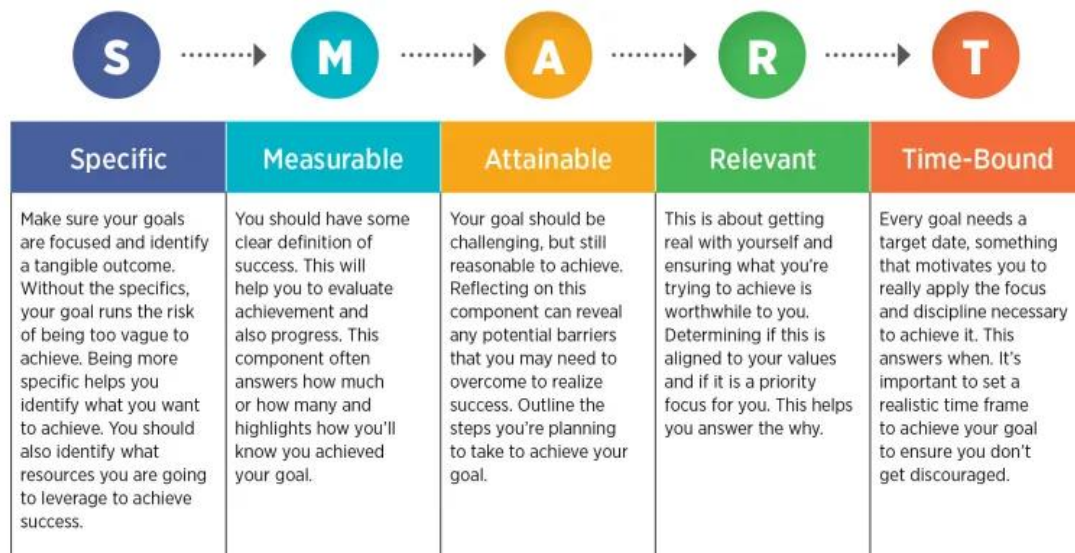 S
M
A
R
T
Specific
Measurable
Attainable
Relevant
Time-Bound
Make sure your goals
are focused and identify
a tangible outcome.
Without the specifics,
your goal runs the risk
of being too vague to
achieve. Being more
specific helps you
identify what you want
to achieve. You should
also identify what
resources you are going
to leverage to achieve
success.
You should have some
clear definition of
success. This will
help you to evaluate
achievement and
also progress. This
component often
answers how much
or how many and
highlights how you'll
know you achieved
your goal.
Your goal should be
challenging, but still
reasonable to achieve.
Reflecting on this
component can reveal
any potential barriers
that you may need to
overcome to realize
success. Outline the
steps you're planning
to take to achieve your
goal.
This is about getting
real with yourself and
ensuring what you're
trying to achieve is
worthwhile to you.
Determining if this is
aligned to your values
and if it is a priority
focus for you. This helps
you answer the why.
Every goal needs a
target date, something
that motivates you to
really apply the focus
and discipline necessary
to achieve it. This
answers when. It's
important to set a
realistic time frame
to achieve your goal
to ensure you don't
get discouraged.